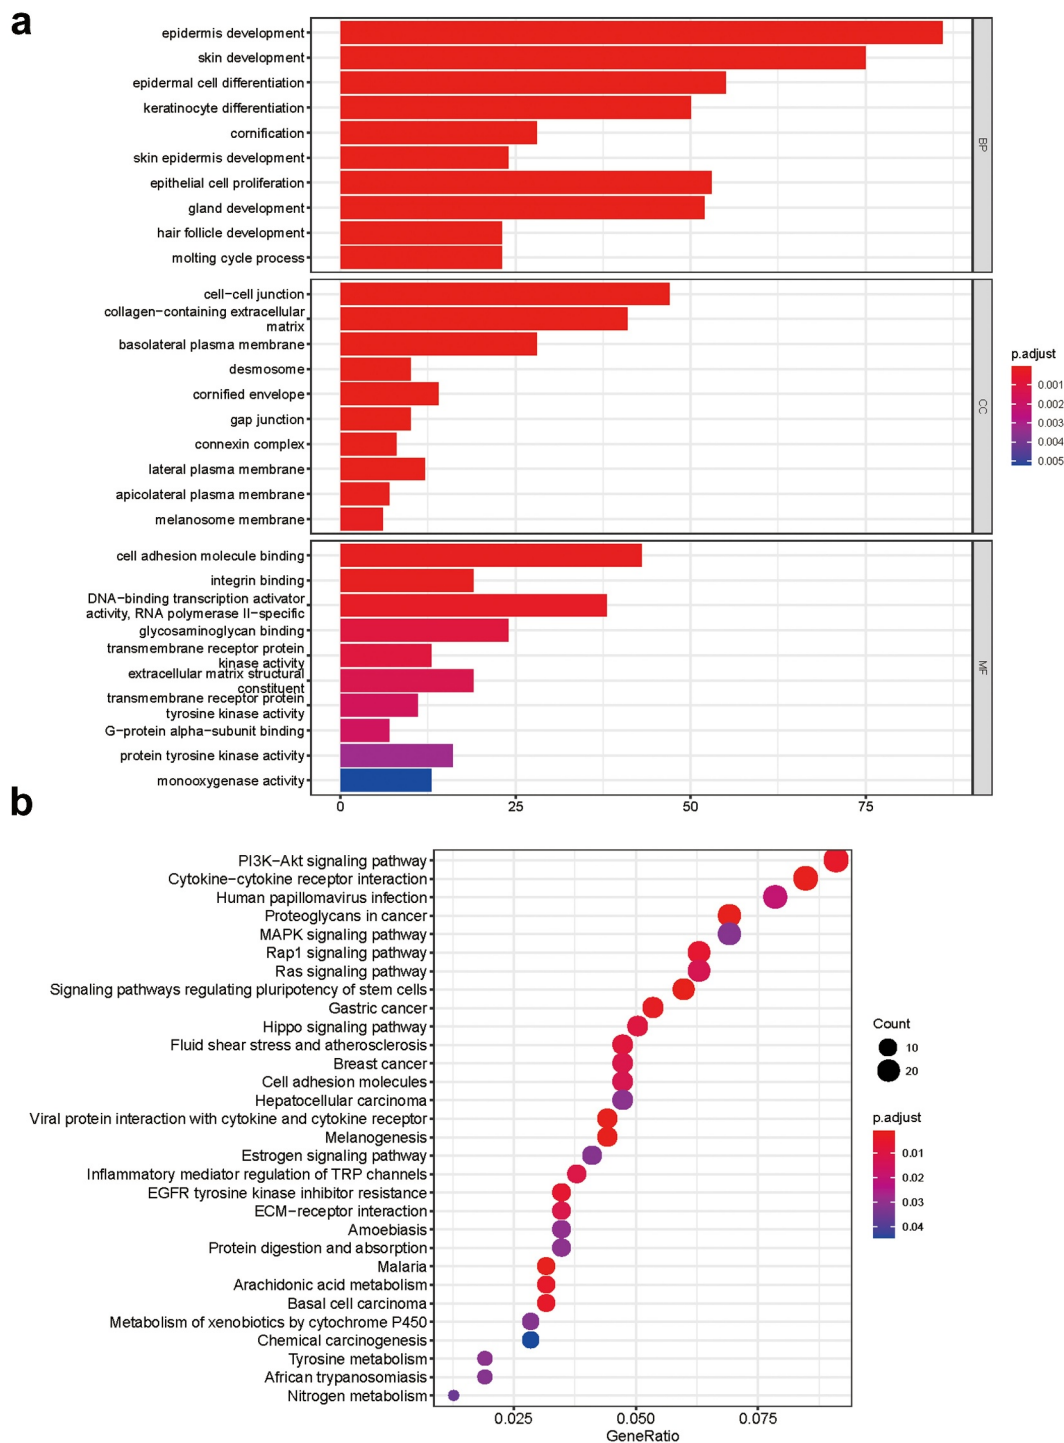 a
epidermis development
skin development
epidermal cell differentiation
keratinocyte differentiation
cornification
skin epidermis development
epithelial cell proliferation
gland development
hair follicle development
molting cycle process
BP
cell−cell junction
collagen−containing extracellular
matrix
basolateral plasma membrane
desmosome
cornified envelope
gap junction
connexin complex
lateral plasma membrane
apicolateral plasma membrane
melanosome membrane
CC
cell adhesion molecule binding
integrin binding
DNA−binding transcription activator
activity, RNA polymerase II−specific
glycosaminoglycan binding
transmembrane receptor protein
kinase activity
extracellular matrix structural
constituent
transmembrane receptor protein
tyrosine kinase activity
G−protein alpha−subunit binding
protein tyrosine kinase activity
monooxygenase activity
MF
0 25 50 75
p.adjust
0.001
0.002
0.003
0.004
0.005
b
PI3K−Akt signaling pathway
Cytokine−cytokine receptor interaction
Human papillomavirus infection
Proteoglycans in cancer
MAPK signaling pathway
Rap1 signaling pathway
Ras signaling pathway
Signaling pathways regulating pluripotency of stem cells
Gastric cancer
Hippo signaling pathway
Fluid shear stress and atherosclerosis
Breast cancer
Cell adhesion molecules
Hepatocellular carcinoma
Viral protein interaction with cytokine and cytokine receptor
Melanogenesis
Estrogen signaling pathway
Inflammatory mediator regulation of TRP channels
EGFR tyrosine kinase inhibitor resistance
ECM−receptor interaction
Amoebiasis
Protein digestion and absorption
Malaria
Arachidonic acid metabolism
Basal cell carcinoma
Metabolism of xenobiotics by cytochrome P450
Chemical carcinogenesis
Tyrosine metabolism
African trypanosomiasis
Nitrogen metabolism
0.025 0.050 0.075
GeneRatio
Count
10
20
p.adjust
0.01
0.02
0.03
0.04